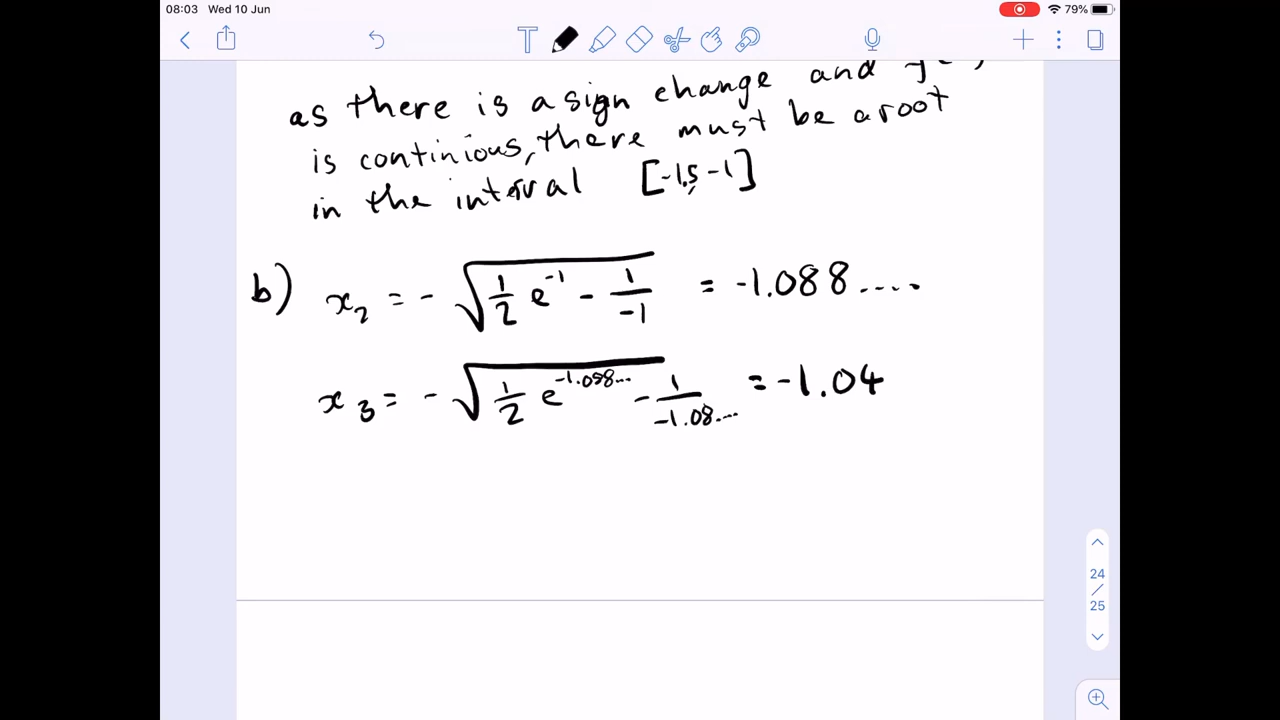 08:03 Wed 10 Jun 79%
T
as there is a sign change and
is continious, there must be a root
in the interval [-1.5, -1]
b) x₂ = - √(1/2 e^-1 - 1/-1) = -1.088....
x₃ = - √(1/2 e^-1.088... - 1/-1.08...) = -1.04
24
/
25